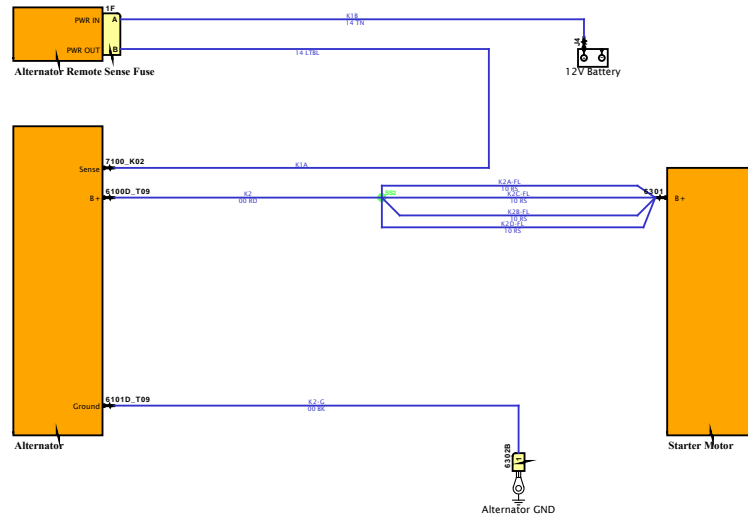 1F
PWR IN
A
K1B
14 TN
PWR OUT
B
14 LTBL
J4
12V Battery
Alternator Remote Sense Fuse
7100_K02
Sense
K1A
6100D_T09
B+
K2
00 RD
K2A-FL
10 RS
K2C-FL
10 RS
K2B-FL
10 RS
K2D-FL
10 RS
6301
B+
6101D_T09
Ground
K2-G
00 BK
Alternator
Starter Motor
6302B
1
Alternator GND